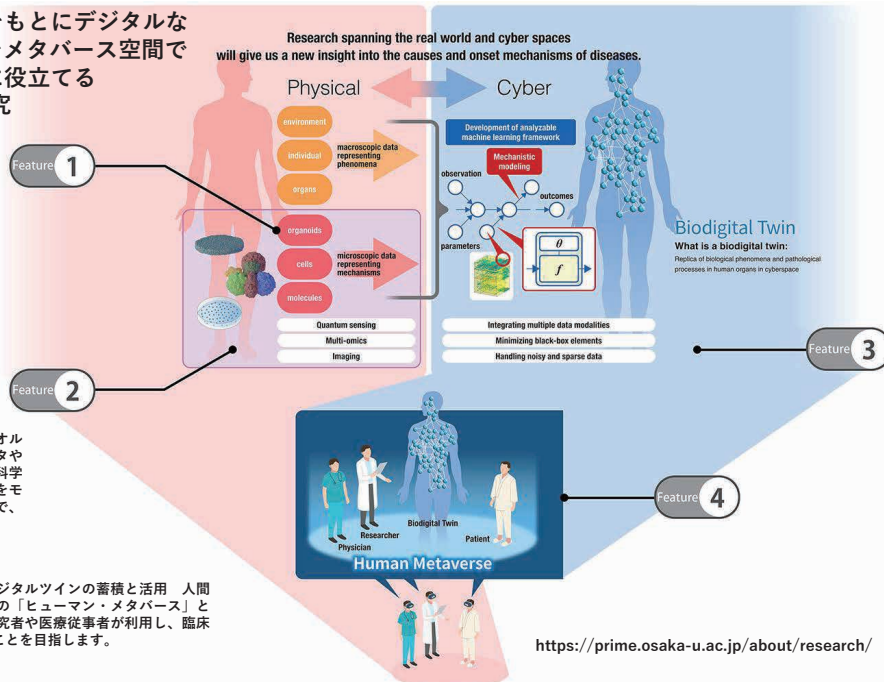 もとにデジタルな
メタバース空間で
役立てる
究
Research spanning the real world and cyber spaces
will give us a new insight into the causes and onset mechanisms of diseases.
Physical
Cyber
environment
individual
organs
macroscopic data
representing
phenomena
Feature 1
organoids
cells
molecules
microscopic data
representing
mechanisms
Quantum sensing
Multi-omics
Imaging
Feature 2
Development of analyzable
machine learning framework
Mechanistic
modeling
observation
outcomes
parameters
θ
f
Integrating multiple data modalities
Minimizing black-box elements
Handling noisy and sparse data
Biodigital Twin
What is a biodigital twin:
Replica of biological phenomena and pathological
processes in human organs in cyberspace
Feature 3
オル
タや
科学
をモ
で、
Physician
Researcher
Biodigital Twin
Patient
Human Metaverse
Feature 4
ジタルツインの蓄積と活用 人間
の「ヒューマン・メタバース」と
究者や医療従事者が利用し、臨床
ことを目指します。
https://prime.osaka-u.ac.jp/about/research/